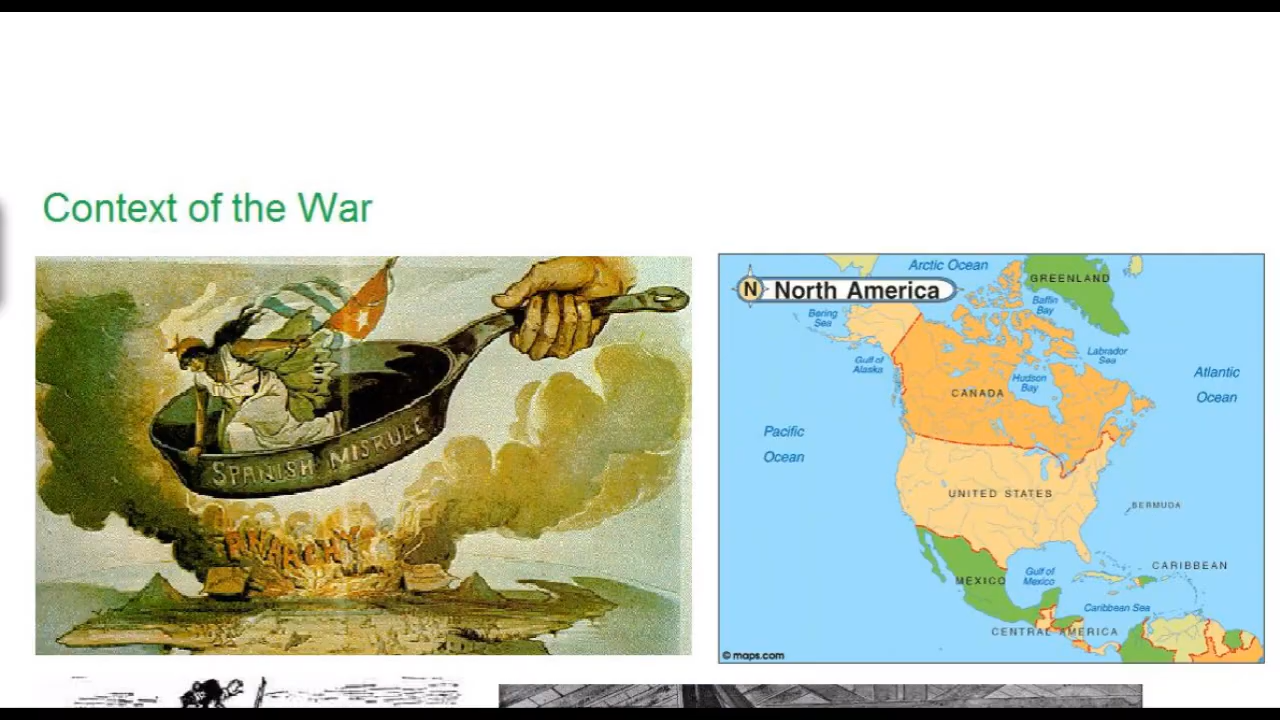 Context of the War
SPANISH MISRULE
ANARCHY
N North America
Arctic Ocean
GREENLAND
Baffin
Bay
Bering
Sea
Gulf of
Alaska
Labrador
Sea
Hudson
Bay
CANADA
Atlantic
Ocean
Pacific
Ocean
UNITED STATES
BERMUDA
Gulf of
Mexico
MEXICO
CARIBBEAN
Caribbean Sea
CENTRAL AMERICA
© maps.com